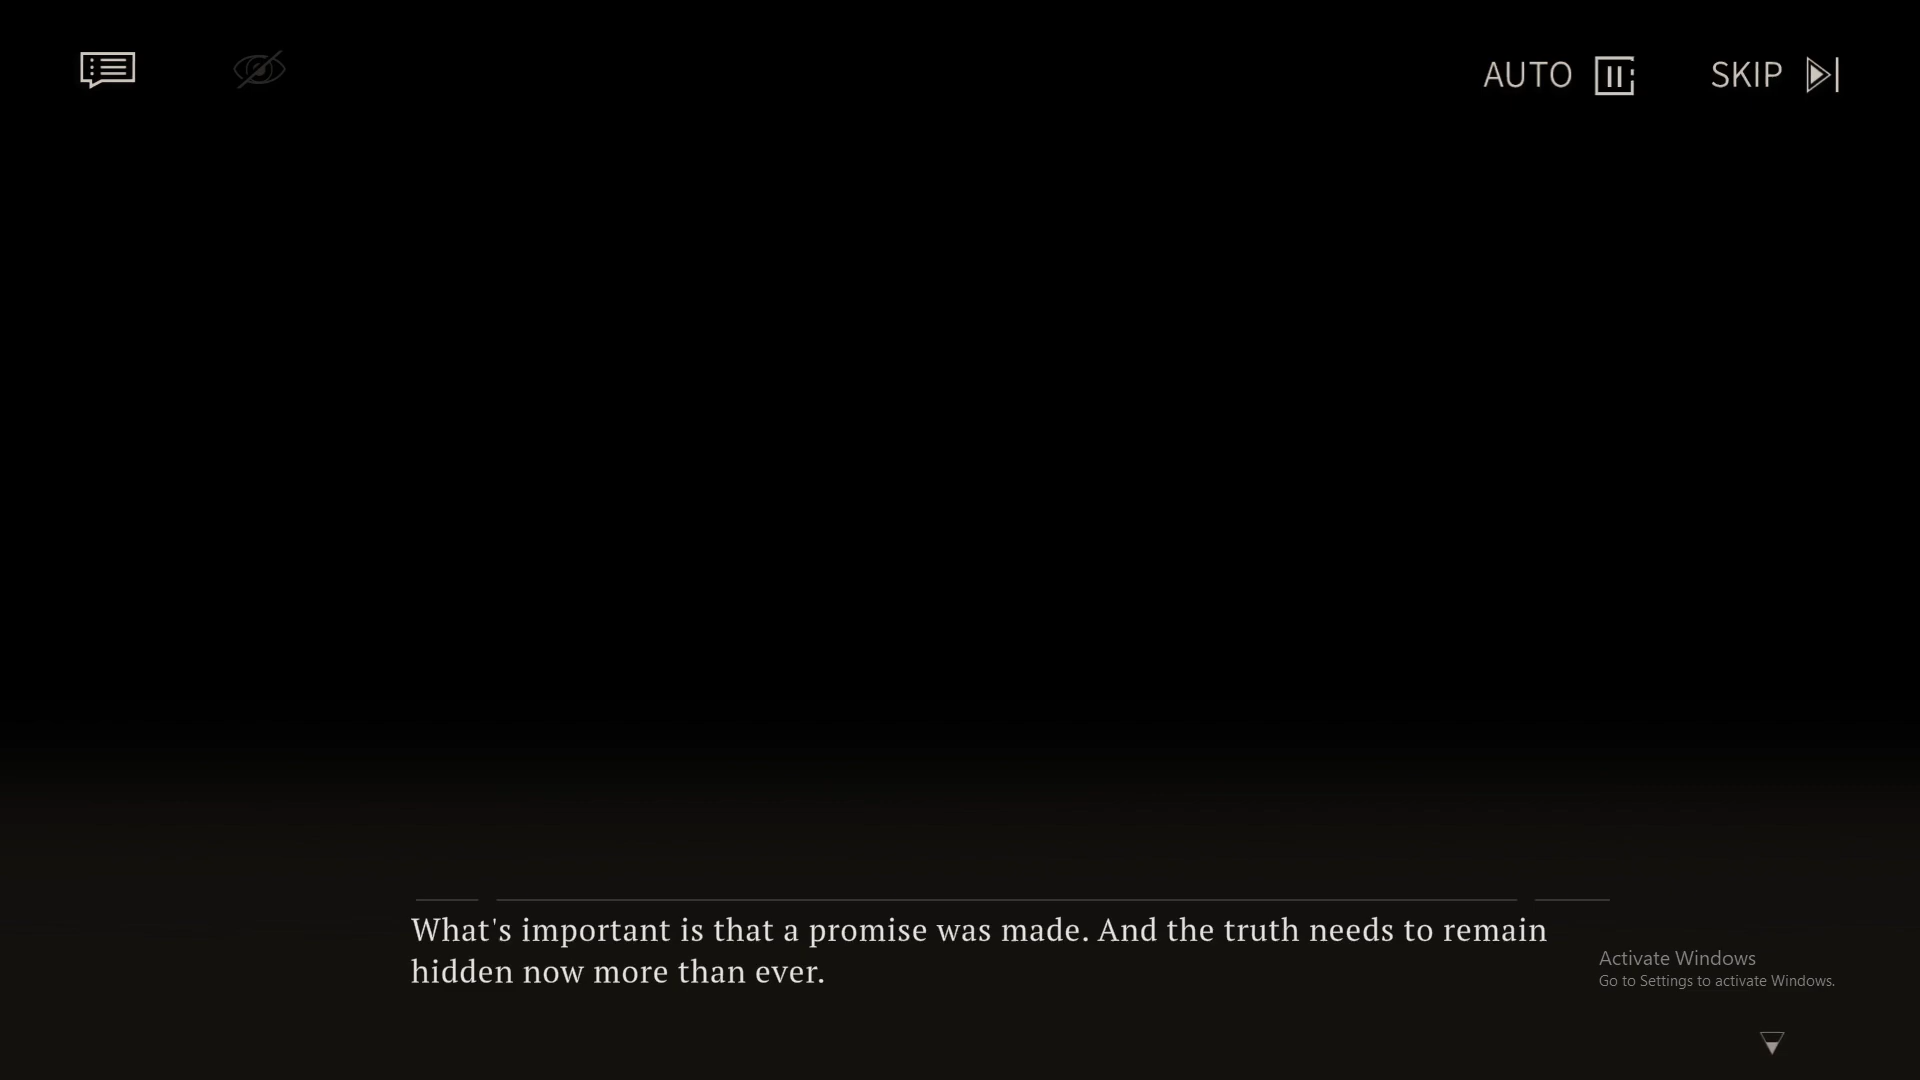 AUTO
SKIP
What's important is that a promise was made. And the truth needs to remain
hidden now more than ever.
Activate Windows
Go to Settings to activate Windows.